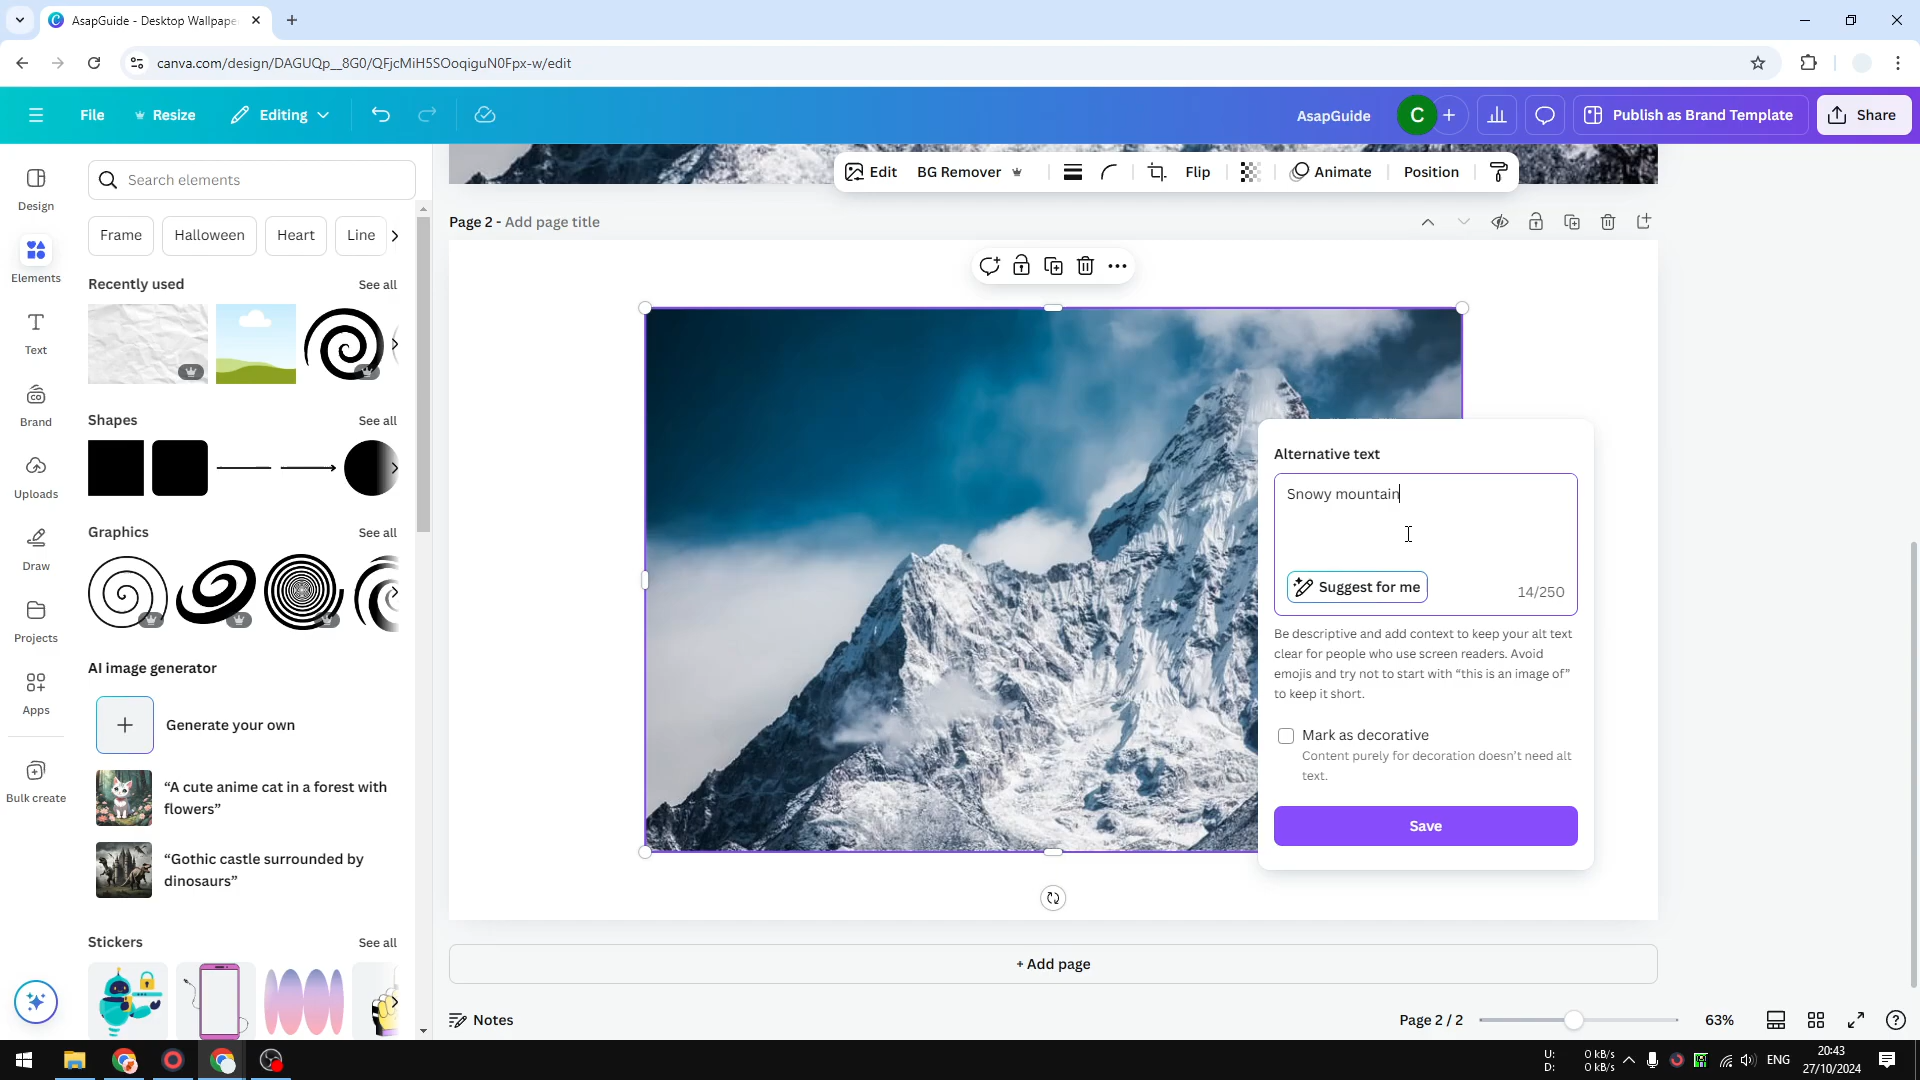 AsapGuide - Desktop Wallpape
canva.com/design/DAGUQp__8G0/QFjcMiH5SOoqiguN0Fpx-w/edit
File
Resize
Editing
AsapGuide
C
Publish as Brand Template
Share
Design
Elements
Text
Brand
Uploads
Draw
Projects
Apps
Bulk create
Search elements
Frame
Halloween
Heart
Line
Recently used
See all
Shapes
See all
Graphics
See all
AI image generator
Generate your own
“A cute anime cat in a forest with
flowers”
“Gothic castle surrounded by
dinosaurs”
Stickers
See all
Edit
BG Remover
Flip
Animate
Position
Page 2 - Add page title
Alternative text
Snowy mountain
Suggest for me
14/250
Be descriptive and add context to keep your alt text
clear for people who use screen readers. Avoid
emojis and try not to start with “this is an image of”
to keep it short.
Mark as decorative
Content purely for decoration doesn’t need alt
text.
Save
+ Add page
Notes
Page 2 / 2
63%
U: 0 kB/s
D: 0 kB/s
ENG
20:43
27/10/2024